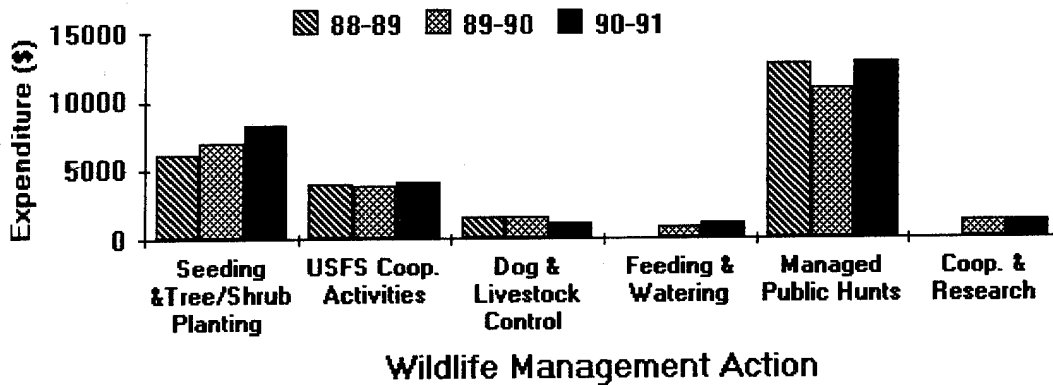 88-89 89-90 90-91
Expenditure ($)
15000
10000
5000
0
Seeding
&Tree/Shrub
Planting
USFS Coop.
Activities
Dog &
Livestock
Control
Feeding &
Watering
Managed
Public Hunts
Coop. &
Research
Wildlife Management Action